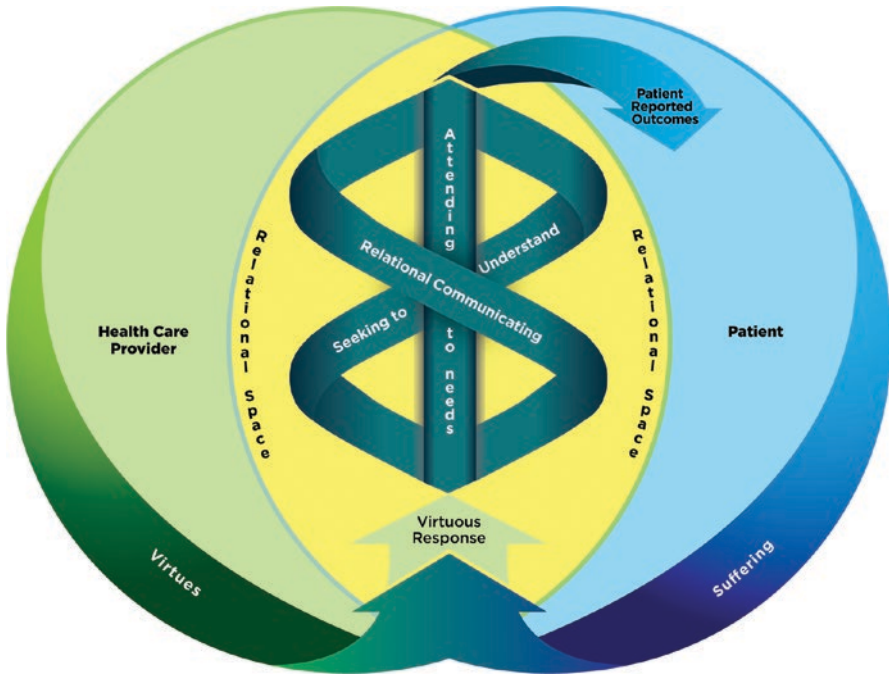 Patient
Reported
Outcomes
Attending to needs
Relational Communicating
Seeking to Understand
Relational Space
Relational Space
Health Care
Provider
Patient
Virtuous
Response
Virtues
Suffering